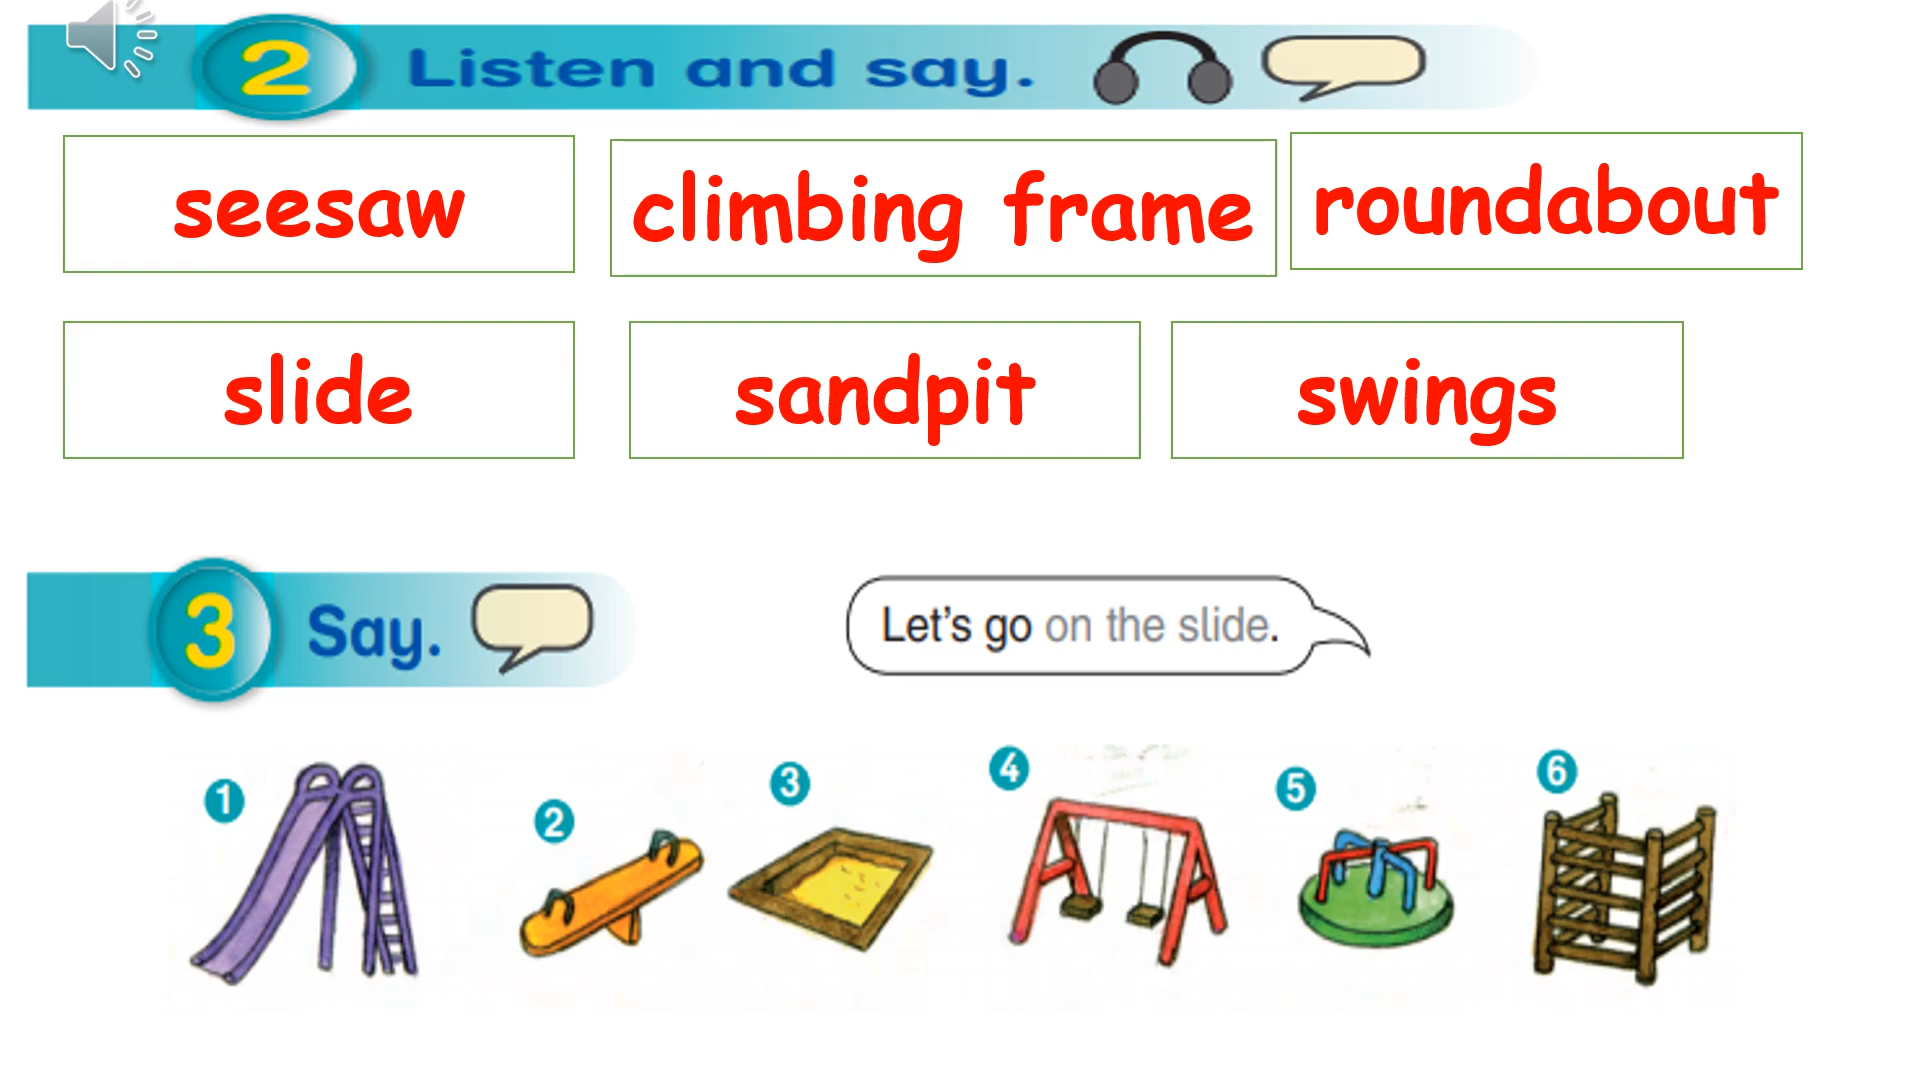 2 Listen and say.
seesaw climbing frame roundabout
slide sandpit swings
3 Say.
Let's go on the slide.
1 2 3 4 5 6